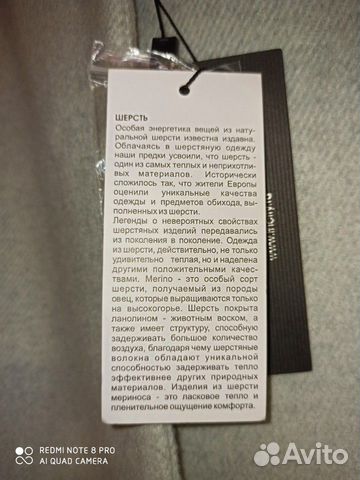 ШЕРСТЬ
Особая энергетика вещей из нату-
ральной шерсти известна издавна.
Облачаясь в шерстяную одежду
наши предки усвоили, что шерсть -
один из самых теплых и неприхотли-
вых материалов. Исторически
сложилось так, что жители Европы
оценили уникальные качества
одежды и предметов обихода, вы-
полненных из шерсти.
Легенды о невероятных свойствах
шерстяных изделий передавались
из поколения в поколение. Одежда
из шерсти, действительно, не только
удивительно теплая, но и наделена
другими положительными качес-
твами. Merino - это особый сорт
шерсти, получаемый из породы
овец, которые выращиваются только
на высокогорье. Шерсть покрыта
ланолином - животным воском, а
также имеет структуру, способную
задерживать большое количество
воздуха, благодаря чему шерстяные
волокна обладают уникальной
способностью задерживать тепло
эффективнее других природных
материалов. Изделия из шерсти
мериноса - это ласковое тепло и
пленительное ощущение комфорта.
REDMI NOTE 8 PRO
AI QUAD CAMERA
Avito